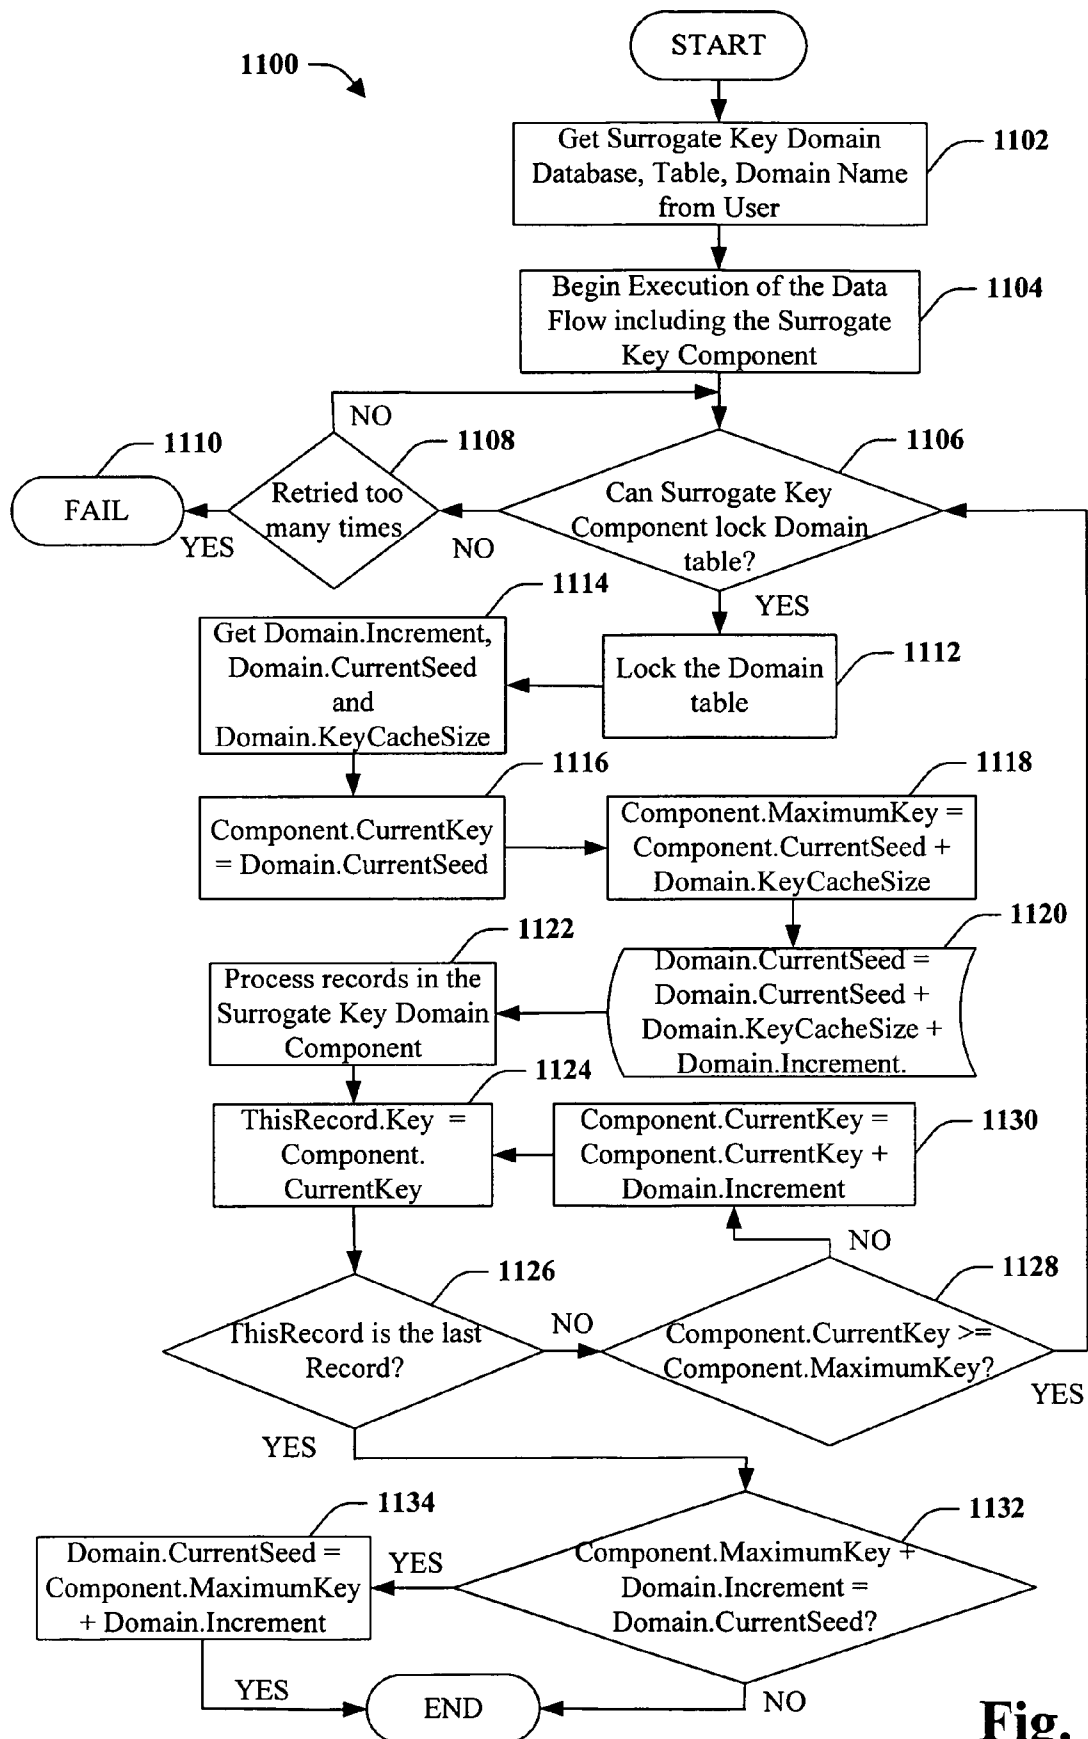 START
1100
Get Surrogate Key Domain
Database, Table, Domain Name
from User
1102
Begin Execution of the Data
Flow including the Surrogate
Key Component
1104
NO
1110
1108
1106
FAIL
Retried too
many times
Can Surrogate Key
Component lock Domain
table?
YES
NO
YES
1114
Get Domain.Increment,
Domain.CurrentSeed
and
Domain.KeyCacheSize
Lock the Domain
table
1112
1116
Component.CurrentKey
= Domain.CurrentSeed
1118
Component.MaximumKey =
Component.CurrentSeed +
Domain.KeyCacheSize
1120
Domain.CurrentSeed =
Domain.CurrentSeed +
Domain.KeyCacheSize +
Domain.Increment.
1122
Process records in the
Surrogate Key Domain
Component
1124
ThisRecord.Key =
Component.
CurrentKey
Component.CurrentKey =
Component.CurrentKey +
Domain.Increment
1130
NO
1126
ThisRecord is the last
Record?
NO
1128
Component.CurrentKey >=
Component.MaximumKey?
YES
YES
1132
Component.MaximumKey +
Domain.Increment =
Domain.CurrentSeed?
1134
Domain.CurrentSeed =
Component.MaximumKey
+ Domain.Increment
YES
YES
END
NO
Fig.